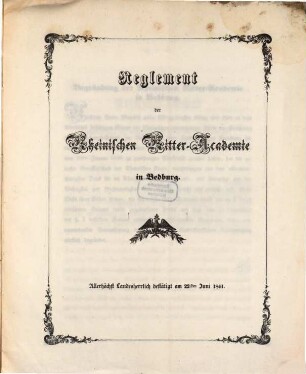 Reglement
der
Rheinischen Ritter-Academie
in Bedburg.
Allerhöchst Landesherrlich bestätigt am 22sten Juni 1841.